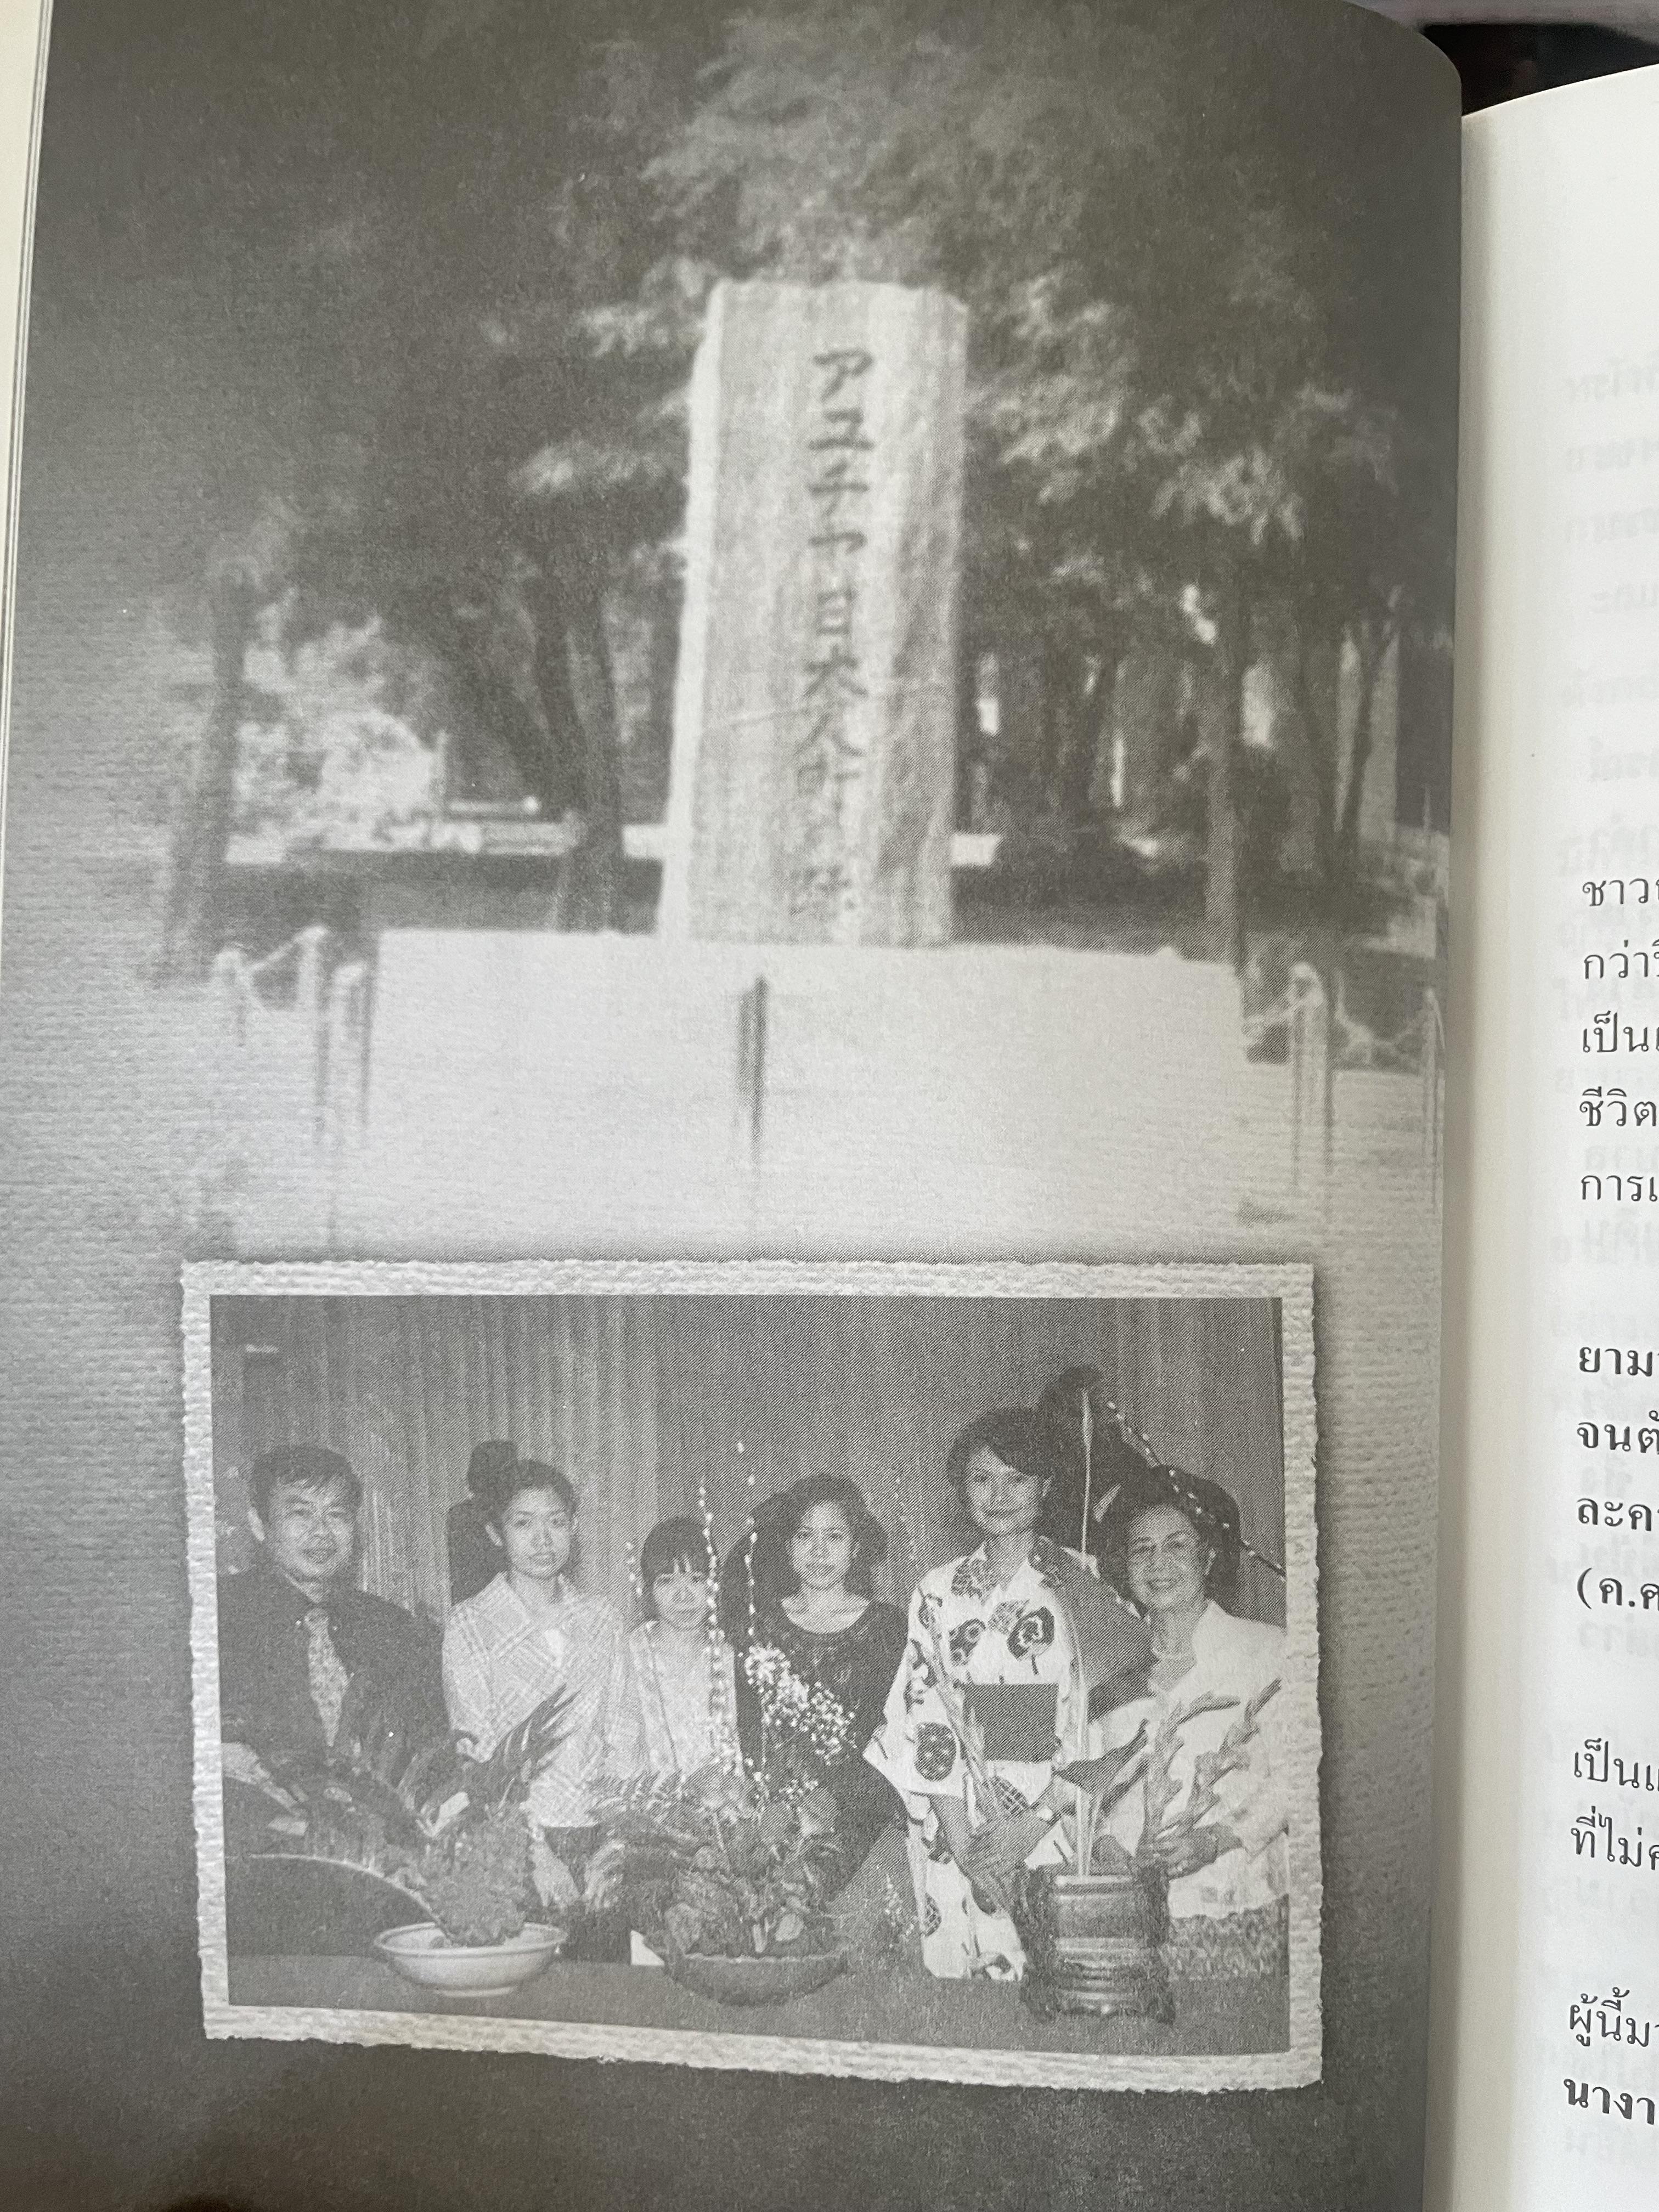 アユチヤ日本人町の跡
ชาว
กว่า
เป็น
ชีวิต
การ
ยาม
จน
ละค
(ค.ศ
เป็น
ที่ไม่
ผู้นี้
นางา